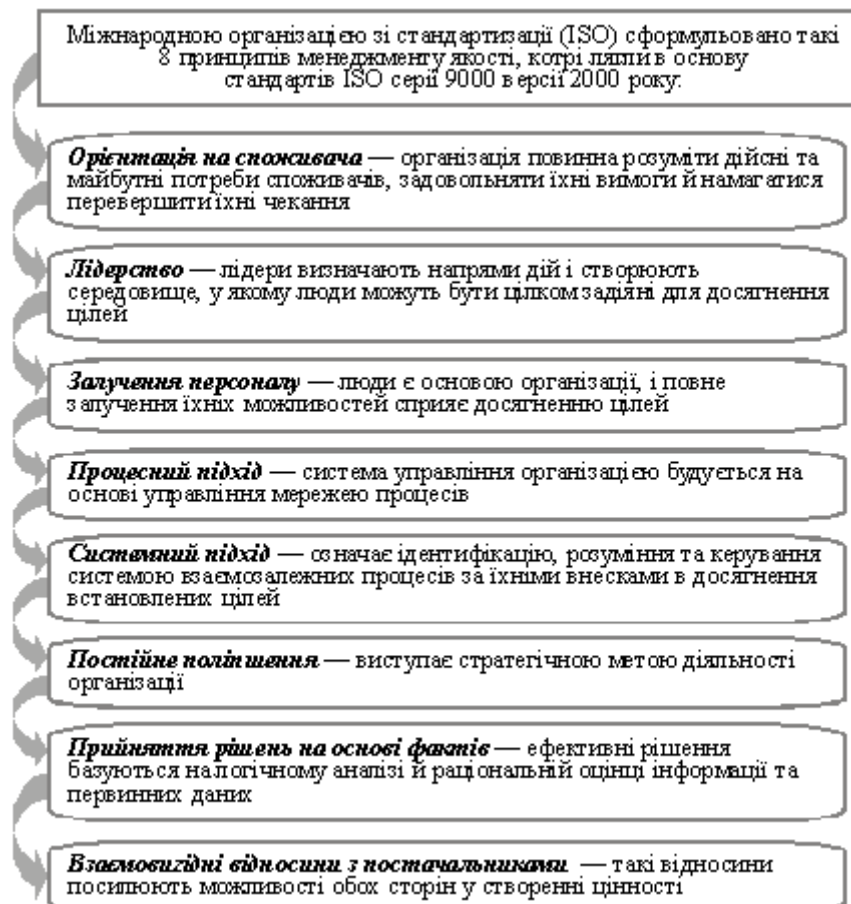 Міжнародною організацією зі стандартизації (ISO) сформульовано такі
8 принципів менеджменту якості, котрі лягли в основу
стандартів ISO серії 9000 версії 2000 року:
Орієнтація на споживача — організація повинна розуміти дійсні та
майбутні потреби споживачів, задовольняти їхні вимоги й намагатися
перевершити їхні чекання
Лідерство — лідери визначають напрями дій і створюють
середовище, у якому люди можуть бути цілком задіяні для досягнення
цілей
Залучення персоналу — люди є основою організації, і повне
залучення їхніх можливостей сприяє досягненню цілей
Процесний підхід — система управління організацією будується на
основі управління мережею процесів
Системний підхід — означає ідентифікацію, розуміння та керування
системою взаємозалежних процесів за їхніми внесками в досягнення
встановлених цілей
Постійне поліпшення — виступає стратегічною метою діяльності
організації
Прийняття рішень на основі фактів — ефективні рішення
базуються на логічному аналізі й раціональній оцінці інформації та
первинних даних
Взаємовигідні відносини з постачальниками — такі відносини
посилюють можливості обох сторін у створенні цінності